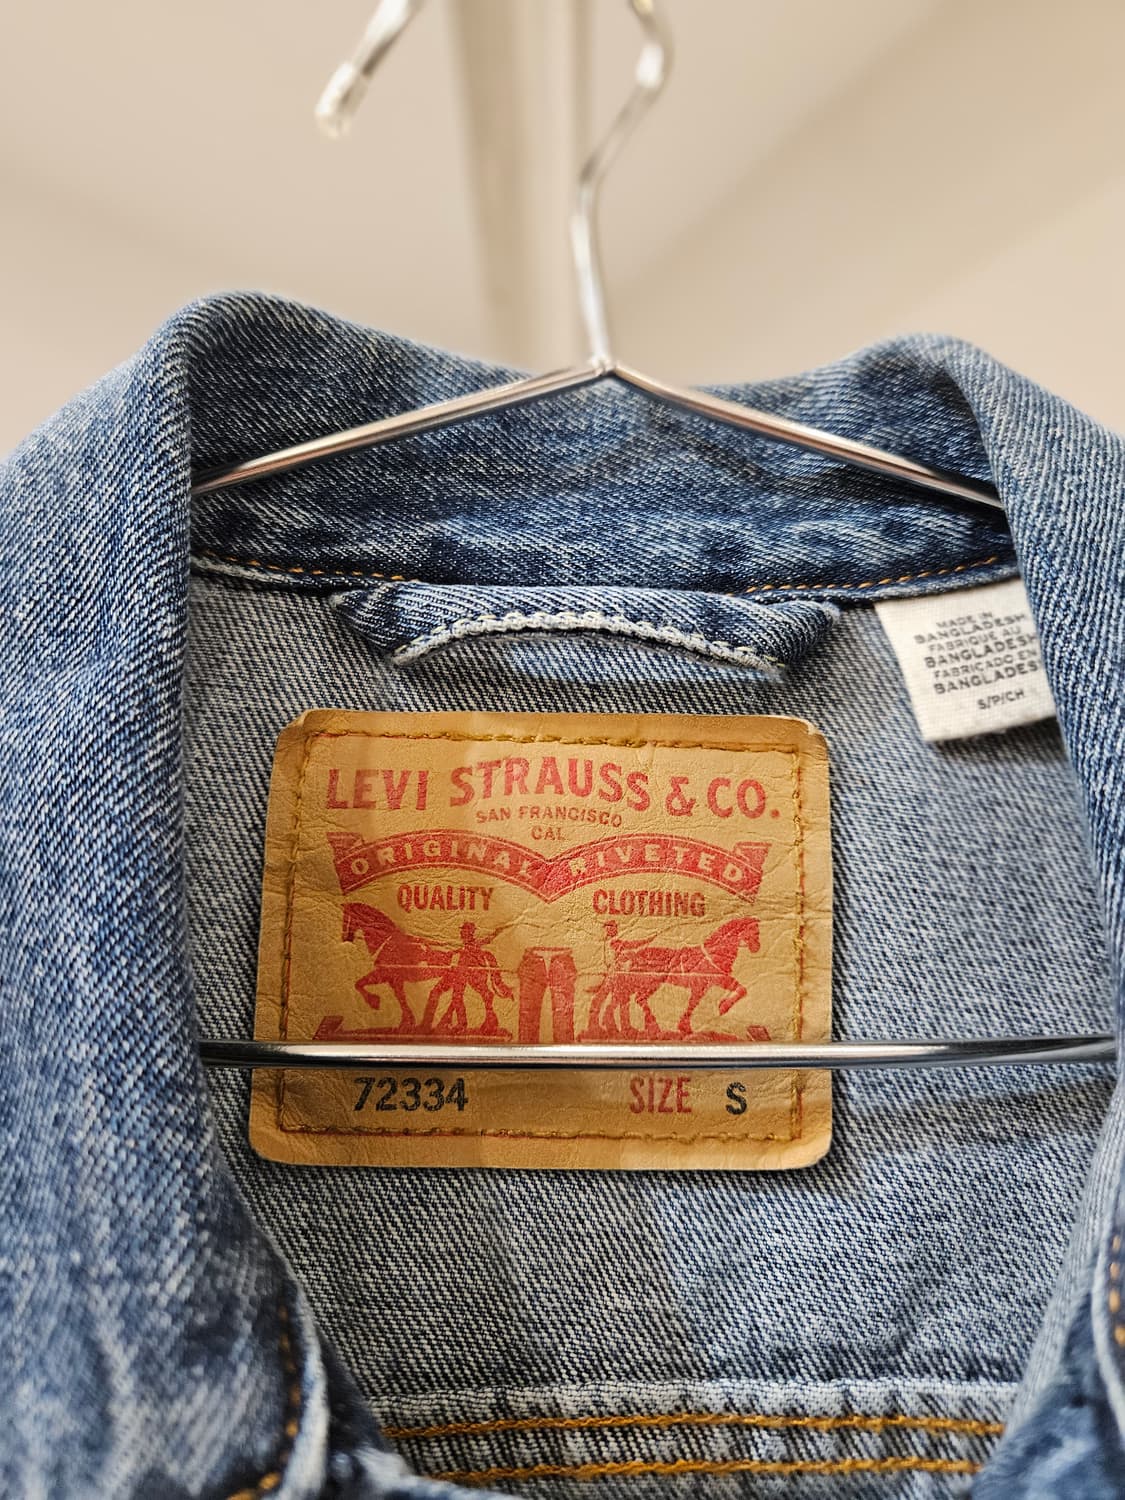 LEVI STRAUSS & CO.
SAN FRANCISCO
CAL
ORIGINAL RIVETED
QUALITY CLOTHING
72334 SIZE S
MADE IN
BANGLADESH
FABRIQUE AU
BANGLADESH
FABRICADO EN
BANGLADES
S/P/CH